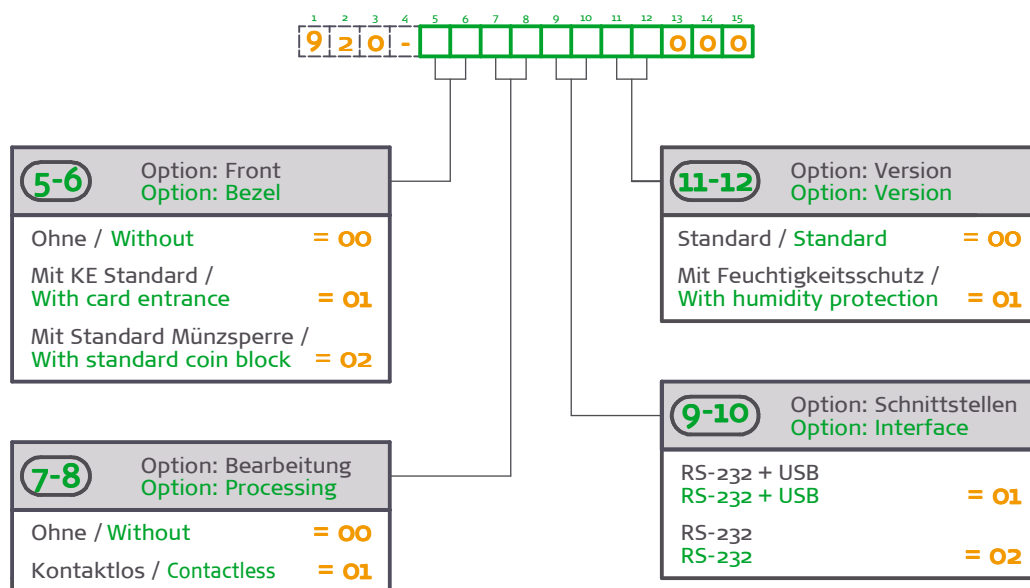 1 2 3 4 5 6 7 8 9 10 11 12 13 14 15
9 2 0 - 0 0 0
5-6
Option: Front
Option: Bezel
Ohne / Without = 00
Mit KE Standard /
With card entrance = 01
Mit Standard Münzsperre /
With standard coin block = 02
7-8
Option: Bearbeitung
Option: Processing
Ohne / Without = 00
Kontaktlos / Contactless = 01
11-12
Option: Version
Option: Version
Standard / Standard = 00
Mit Feuchtigkeitsschutz /
With humidity protection = 01
9-10
Option: Schnittstellen
Option: Interface
RS-232 + USB
RS-232 + USB = 01
RS-232
RS-232 = 02